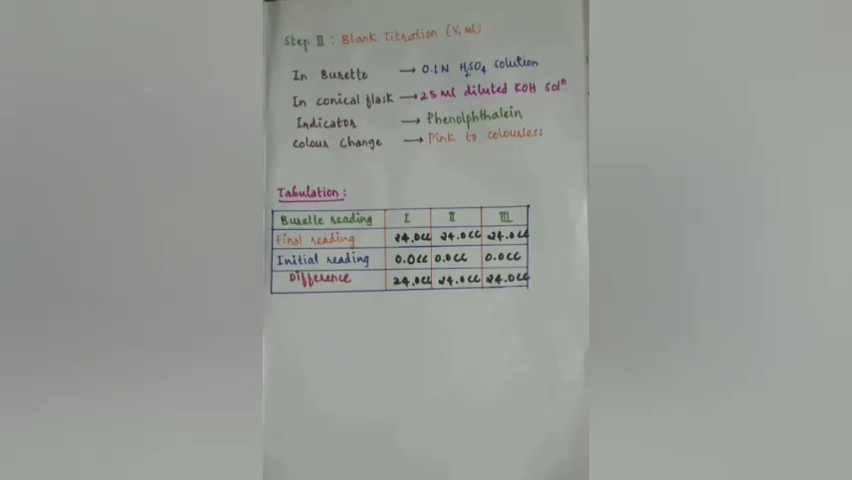 Step II : Blank Titration (V, ml)
In Burette → 0.1 N H₂SO₄ solution
In conical flask → 25 ml diluted KOH solⁿ
Indicator → Phenolphthalein
colour change → Pink to colourless
Tabulation :
Burette reading I II III
Final reading 24.0cc 24.0cc 24.0cc
Initial reading 0.0cc 0.0cc 0.0cc
Difference 24.0cc 24.0cc 24.0cc